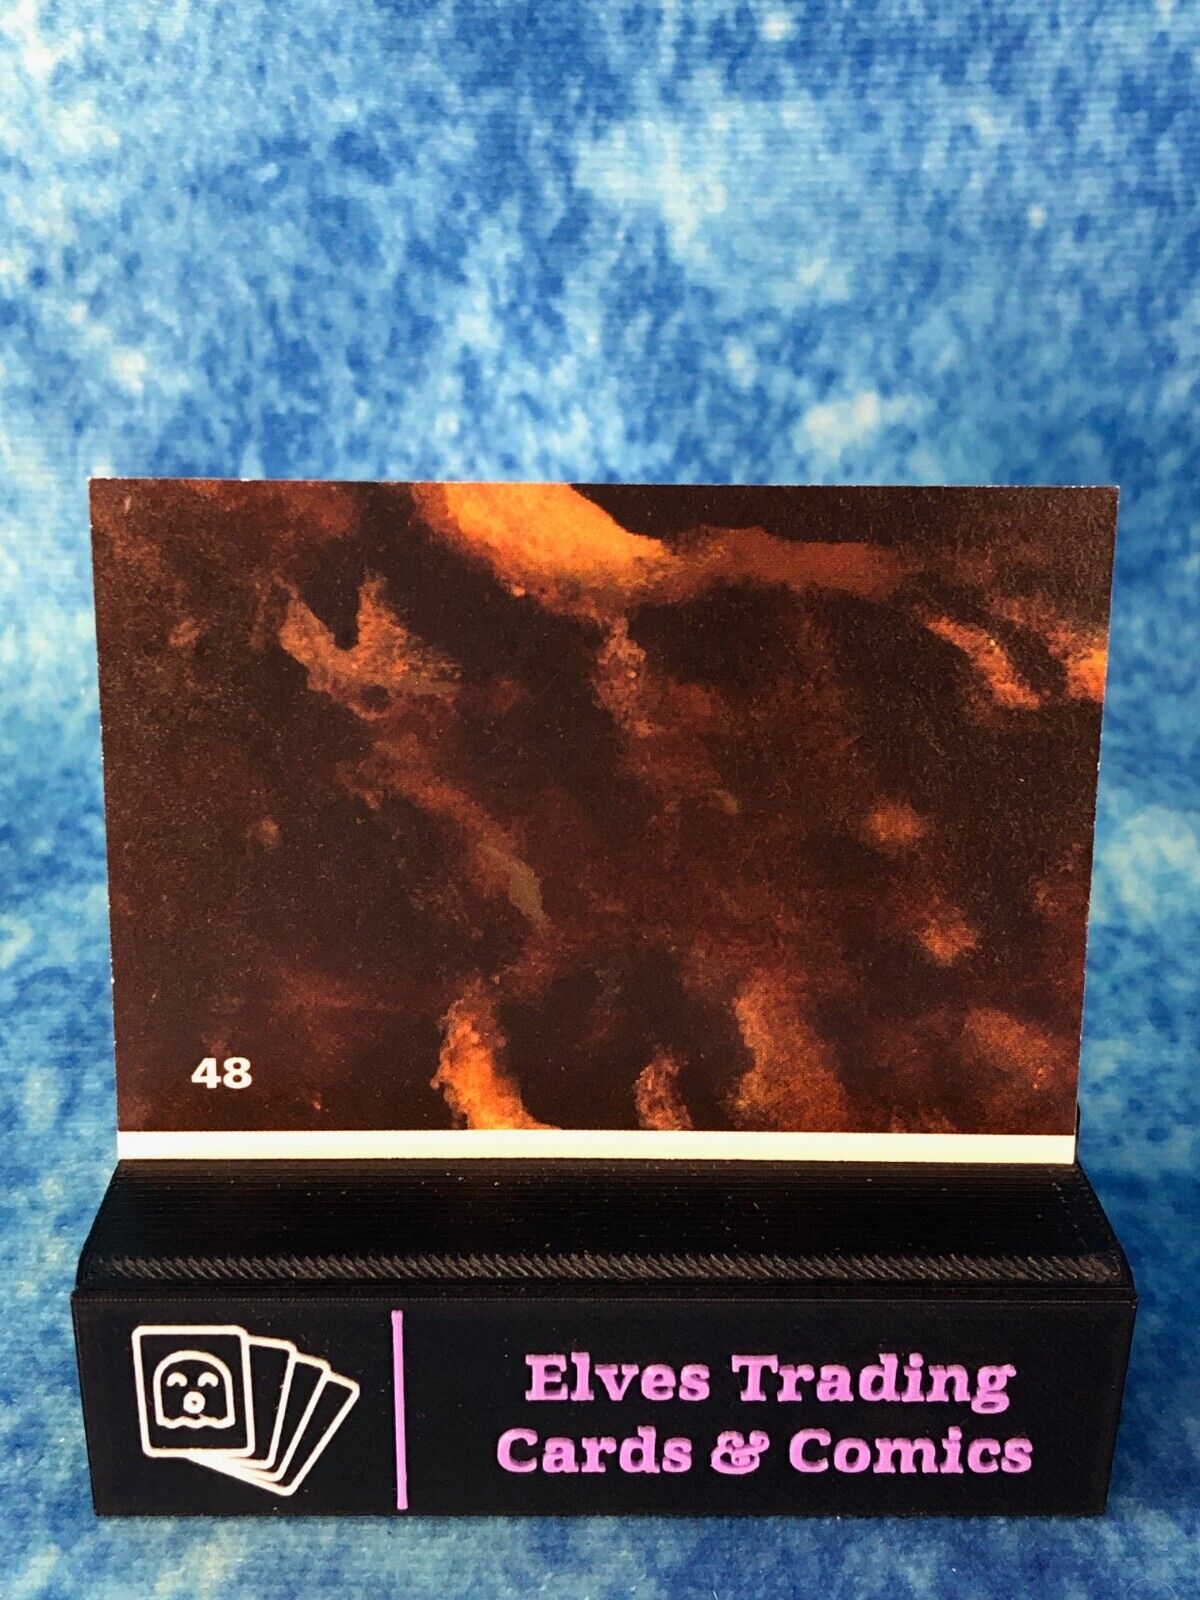 48
Elves Trading
Cards & Comics